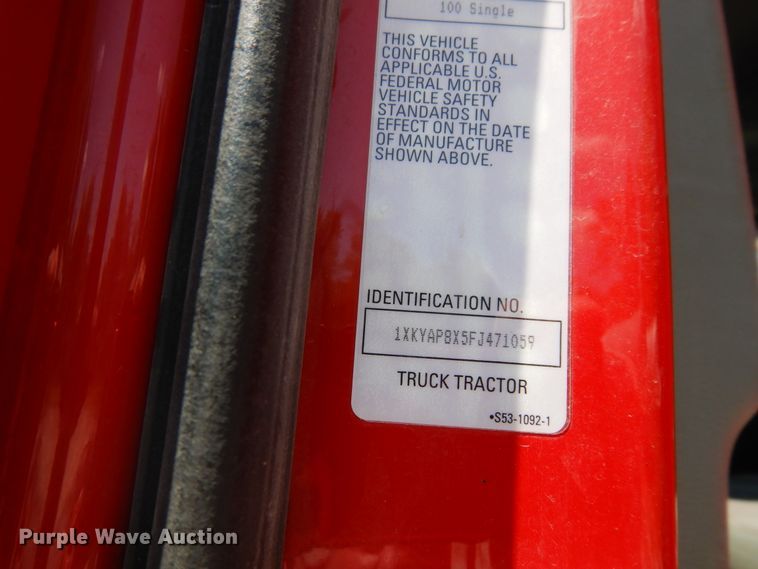 100 Single
THIS VEHICLE
CONFORMS TO ALL
APPLICABLE U.S.
FEDERAL MOTOR
VEHICLE SAFETY
STANDARDS IN
EFFECT ON THE DATE
OF MANUFACTURE
SHOWN ABOVE.
IDENTIFICATION NO.
1XKYAP8X5FJ471059
TRUCK TRACTOR
•S53-1092-1
Purple Wave Auction